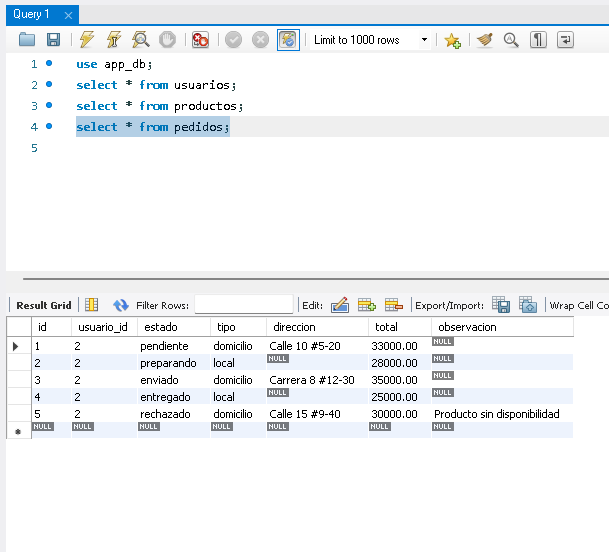 Query 1
Limit to 1000 rows
1 use app_db;
2 select * from usuarios;
3 select * from productos;
4 select * from pedidos;
5
Result Grid Filter Rows: Edit: Export/Import: Wrap Cell Co
id usuario_id estado tipo direccion total observacion
1 2 pendiente domicilio Calle 10 #5-20 33000.00 NULL
2 2 preparando local NULL 28000.00 NULL
3 2 enviado domicilio Carrera 8 #12-30 35000.00 NULL
4 2 entregado local NULL 25000.00 NULL
5 2 rechazado domicilio Calle 15 #9-40 30000.00 Producto sin disponibilidad
NULL NULL NULL NULL NULL NULL NULL